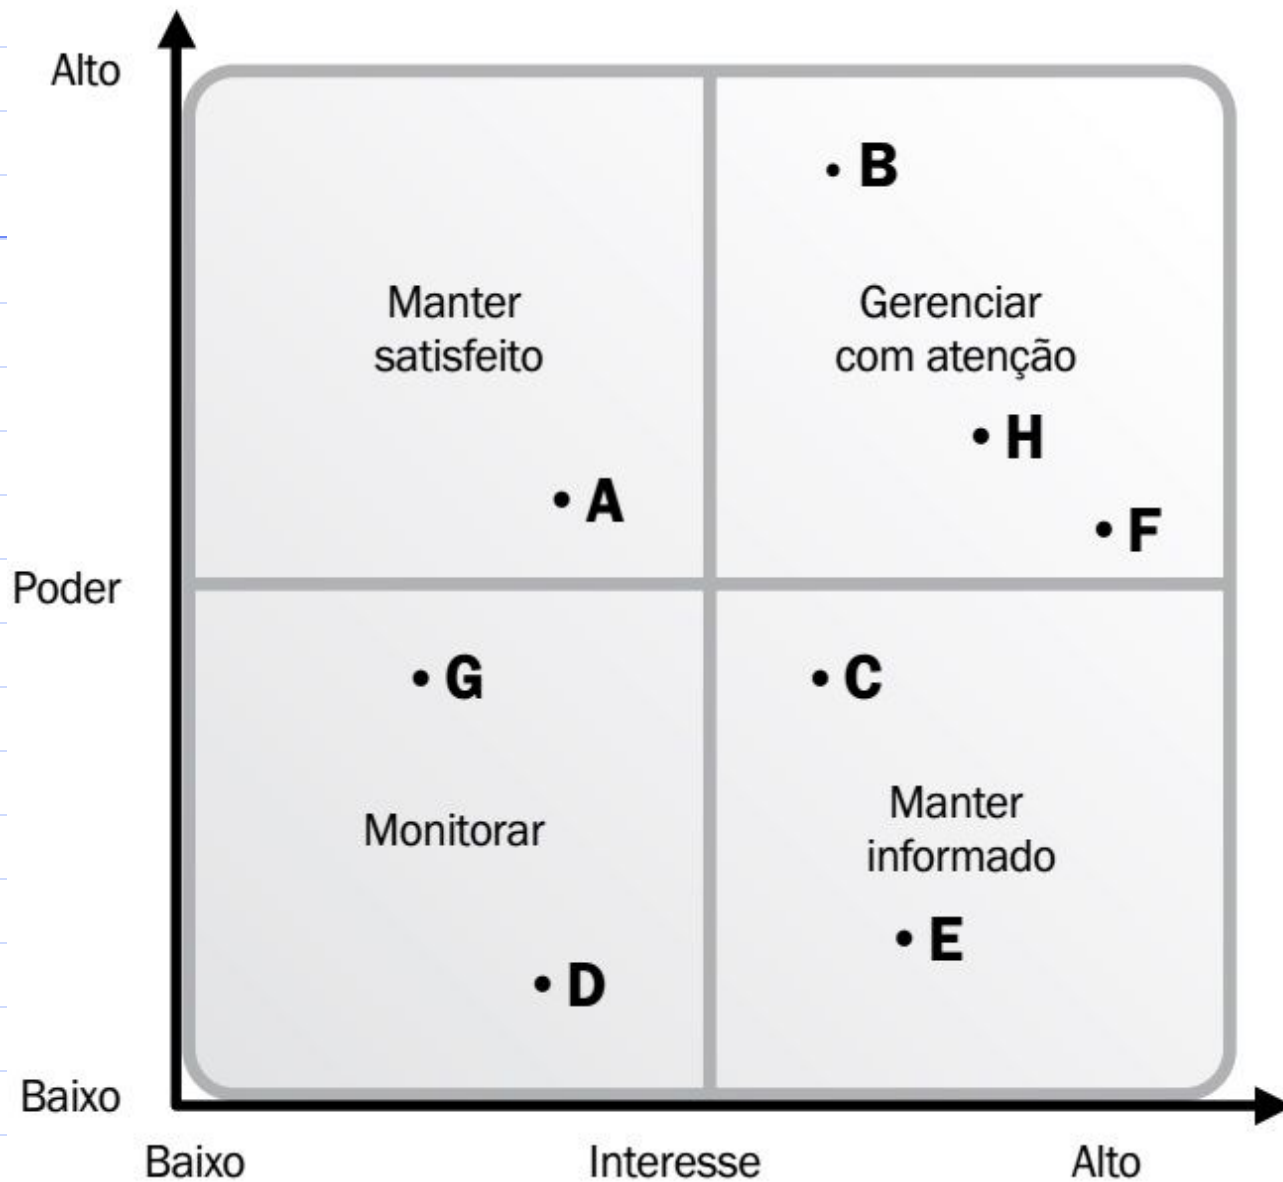 Alto
B
Manter
satisfeito
Gerenciar
com atenção
H
A
F
Poder
G
C
Monitorar
Manter
informado
E
D
Baixo
Baixo
Interesse
Alto